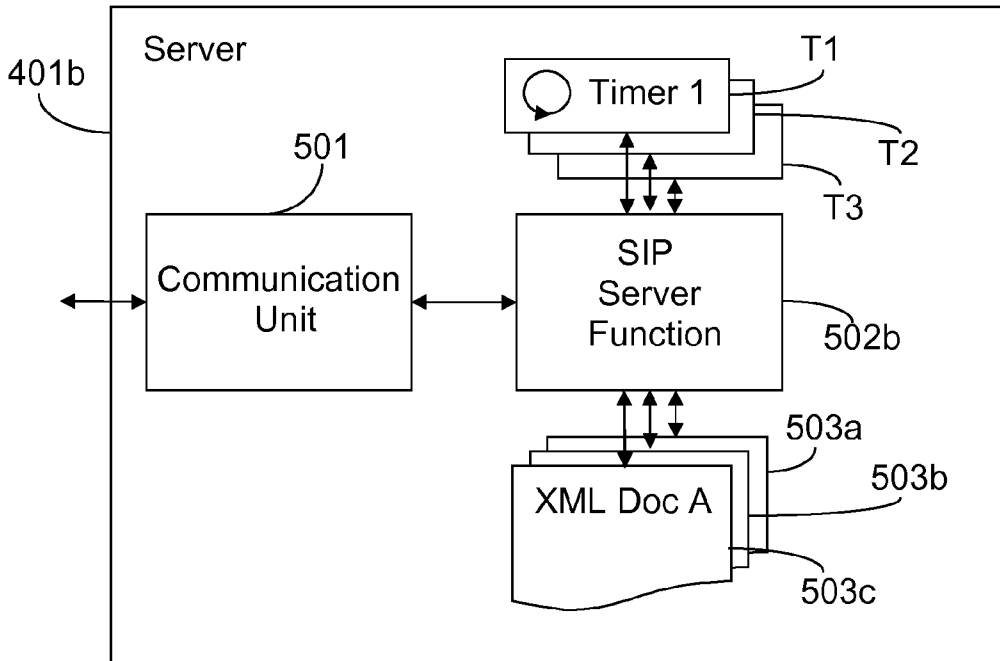 Server
401b
T1
Timer 1
T2
T3
501
Communication
Unit
SIP
Server
Function
502b
503a
XML Doc A
503b
503c